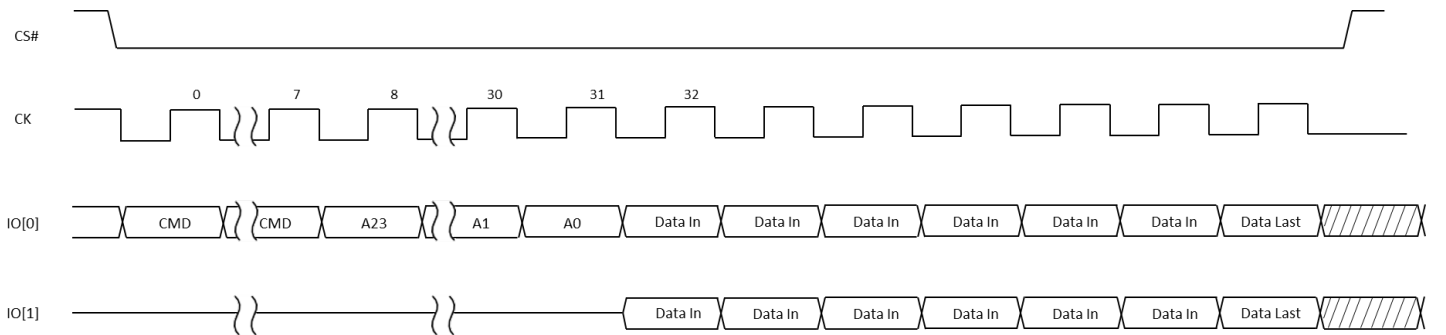 CS#
0 7 8 30 31 32
CK
IO[0] CMD CMD A23 A1 A0 Data In Data In Data In Data In Data In Data In Data Last
IO[1] Data In Data In Data In Data In Data In Data In Data Last